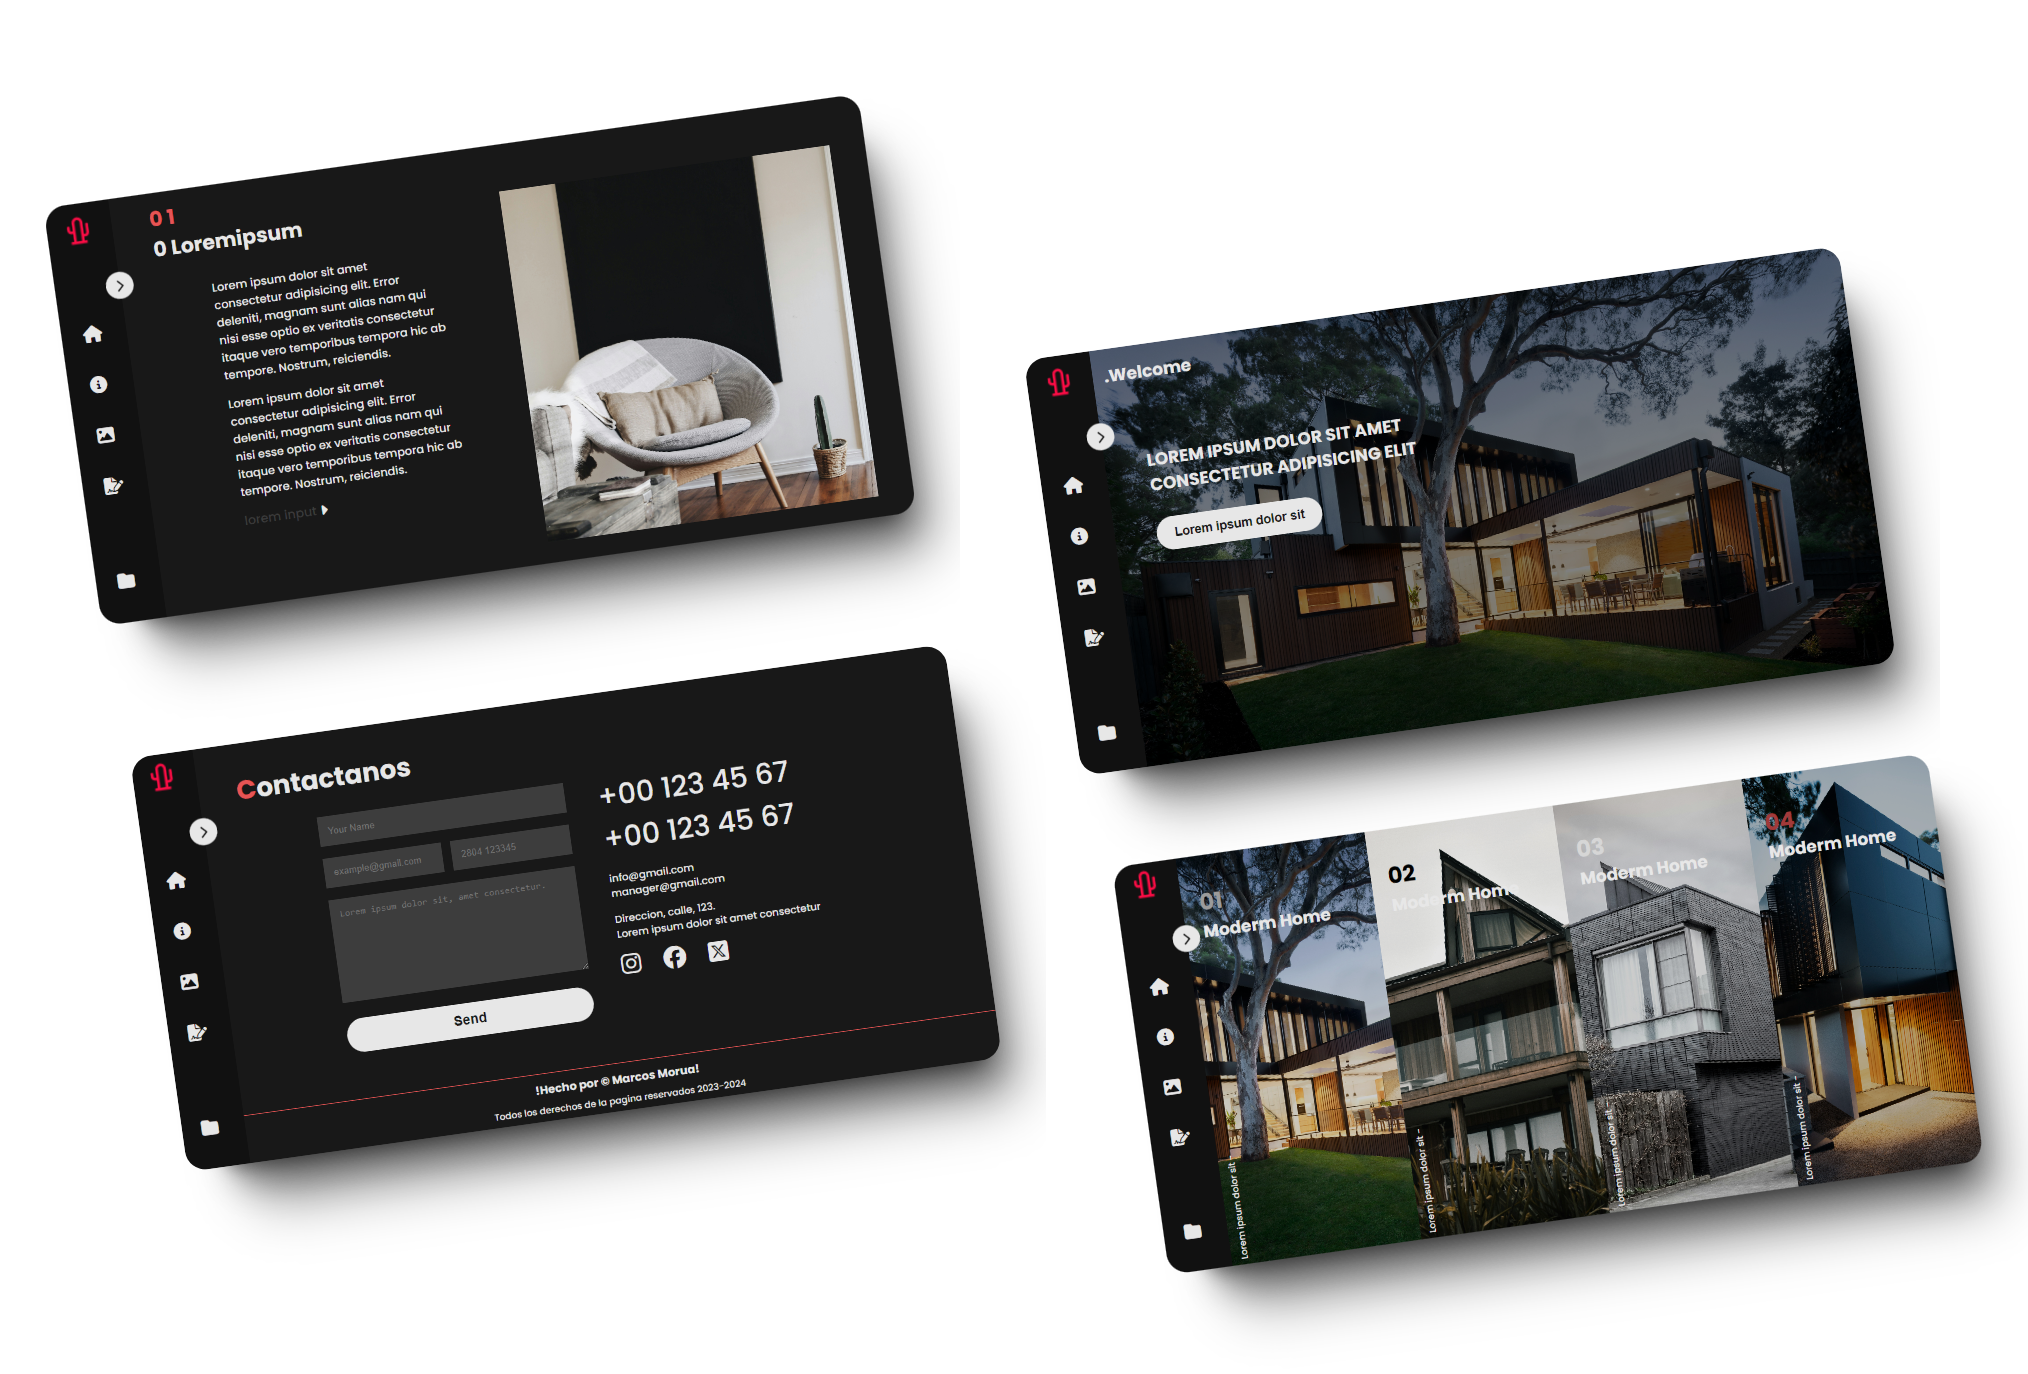 01
0 Loremipsum
Lorem ipsum dolor sit amet
consectetur adipisicing elit. Error
deleniti, magnam sunt alias nam qui
nisi esse optio ex veritatis consectetur
itaque vero temporibus tempora hic ab
tempore. Nostrum, reiciendis.
Lorem ipsum dolor sit amet
consectetur adipisicing elit. Error
deleniti, magnam sunt alias nam qui
nisi esse optio ex veritatis consectetur
itaque vero temporibus tempora hic ab
tempore. Nostrum, reiciendis.
lorem input
.Welcome
LOREM IPSUM DOLOR SIT AMET
CONSECTETUR ADIPISICING ELIT
Lorem ipsum dolor sit
Contactanos
Your Name
example@gmail.com
2804 123345
Lorem ipsum dolor sit, amet consectetur.
Send
+00 123 45 67
+00 123 45 67
info@gmail.com
manager@gmail.com
Direccion, calle, 123.
Lorem ipsum dolor sit amet consectetur
!Hecho por © Marcos Morua!
Todos los derechos de la pagina reservados 2023-2024
01
Moderm Home
Lorem ipsum dolor sit
02
Moderm Home
Lorem ipsum dolor sit -
03
Moderm Home
Lorem ipsum dolor sit -
04
Moderm Home
Lorem ipsum dolor sit -